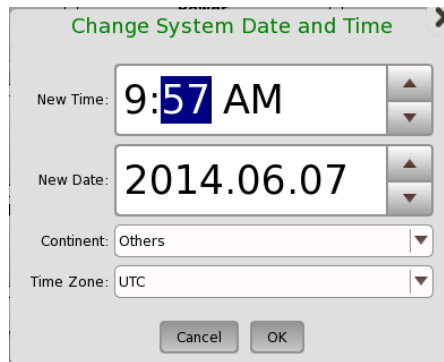 Change System Date and Time
New Time: 9:57 AM
New Date: 2014.06.07
Continent: Others
Time Zone: UTC
Cancel OK